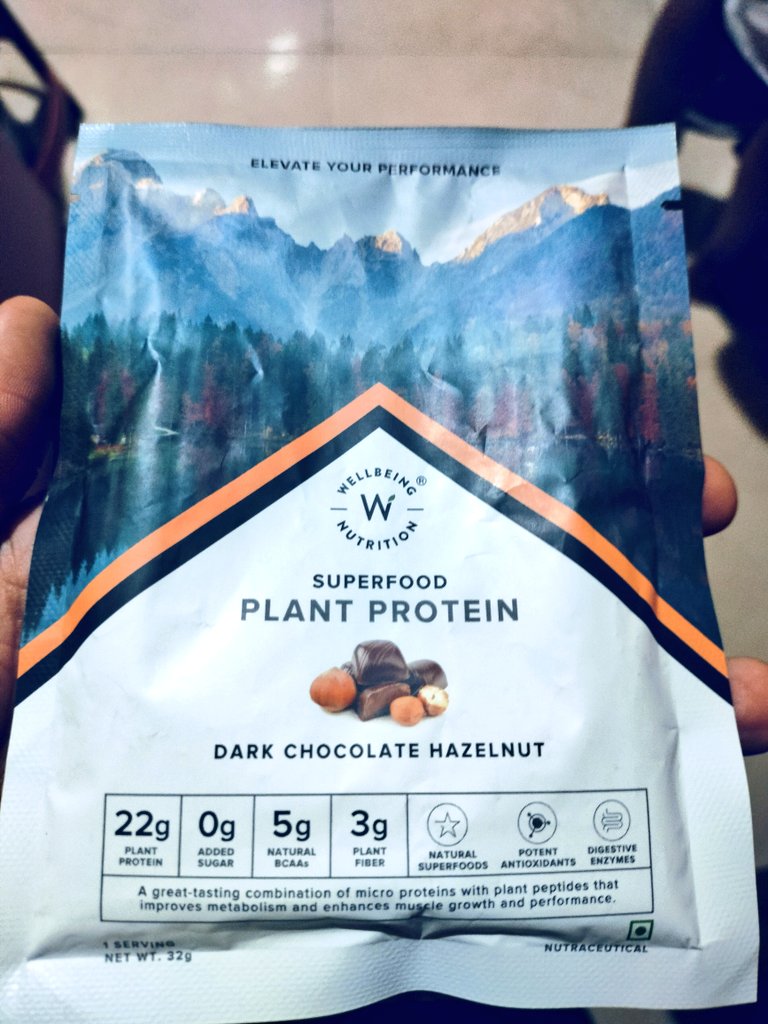 ELEVATE YOUR PERFORMANCE
WELLBEING ®
W
NUTRITION
SUPERFOOD
PLANT PROTEIN
DARK CHOCOLATE HAZELNUT
22g
PLANT
PROTEIN
0g
ADDED
SUGAR
5g
NATURAL
BCAAs
3g
PLANT
FIBER
NATURAL
SUPERFOODS
POTENT
ANTIOXIDANTS
DIGESTIVE
ENZYMES
A great-tasting combination of micro proteins with plant peptides that
improves metabolism and enhances muscle growth and performance.
1 SERVING
NET WT. 32g
NUTRACEUTICAL